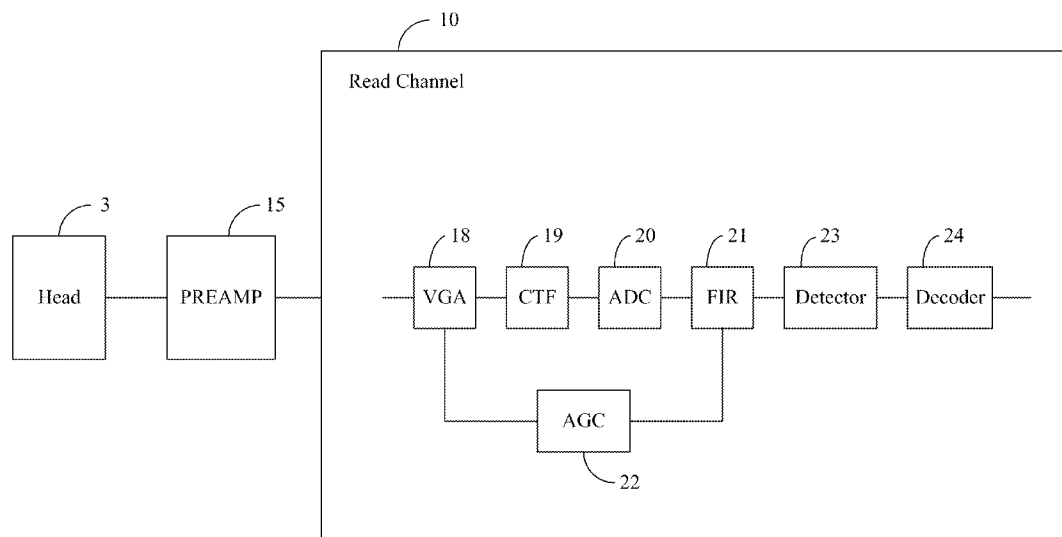 10
Read Channel
3
15
18
19
20
21
23
24
Head
PREAMP
VGA
CTF
ADC
FIR
Detector
Decoder
AGC
22